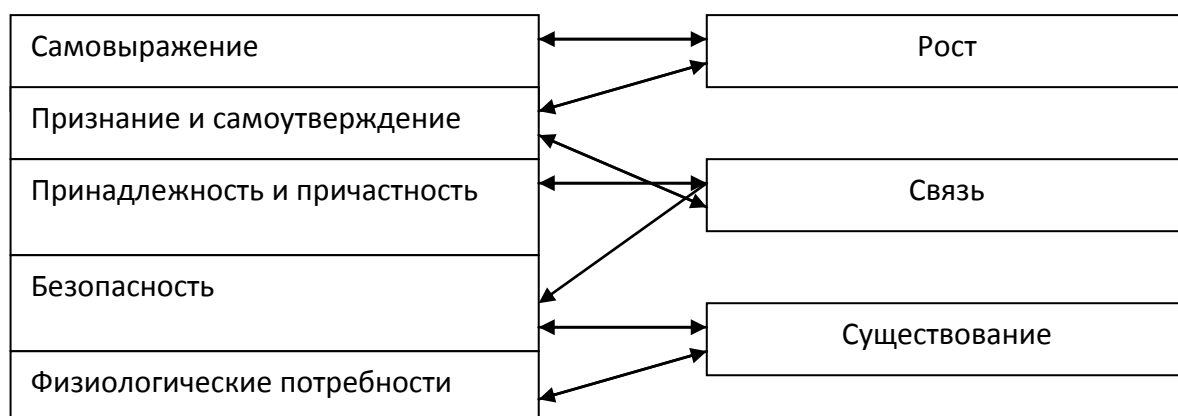 Самовыражение
Рост
Признание и самоутверждение
Принадлежность и причастность
Связь
Безопасность
Существование
Физиологические потребности